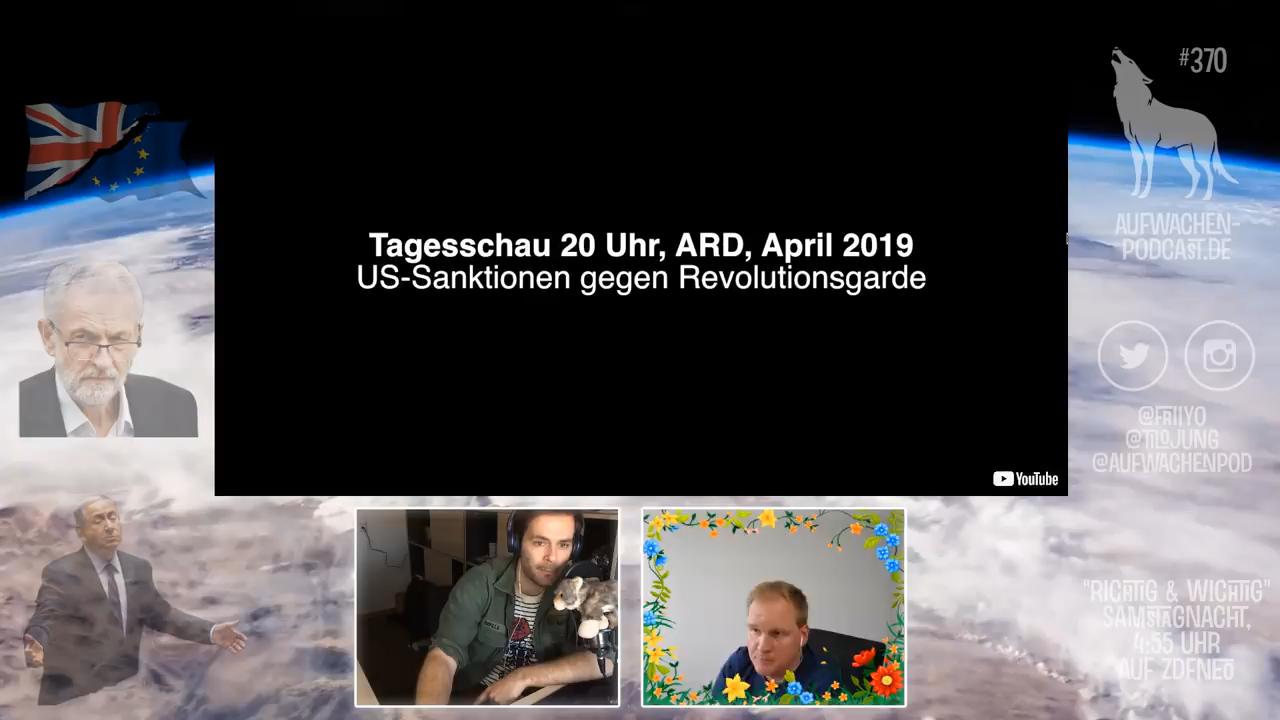 #370
Tagesschau 20 Uhr, ARD, April 2019
US-Sanktionen gegen Revolutionsgarde
AUFWACHEN-
PODCAST.DE
@FRIIYO
@TILOJUNG
@AUFWACHENPOD
YouTube
"RICHTIG & WICHTIG"
SAMSTAGNACHT,
4:55 UHR
AUF ZDFNEO